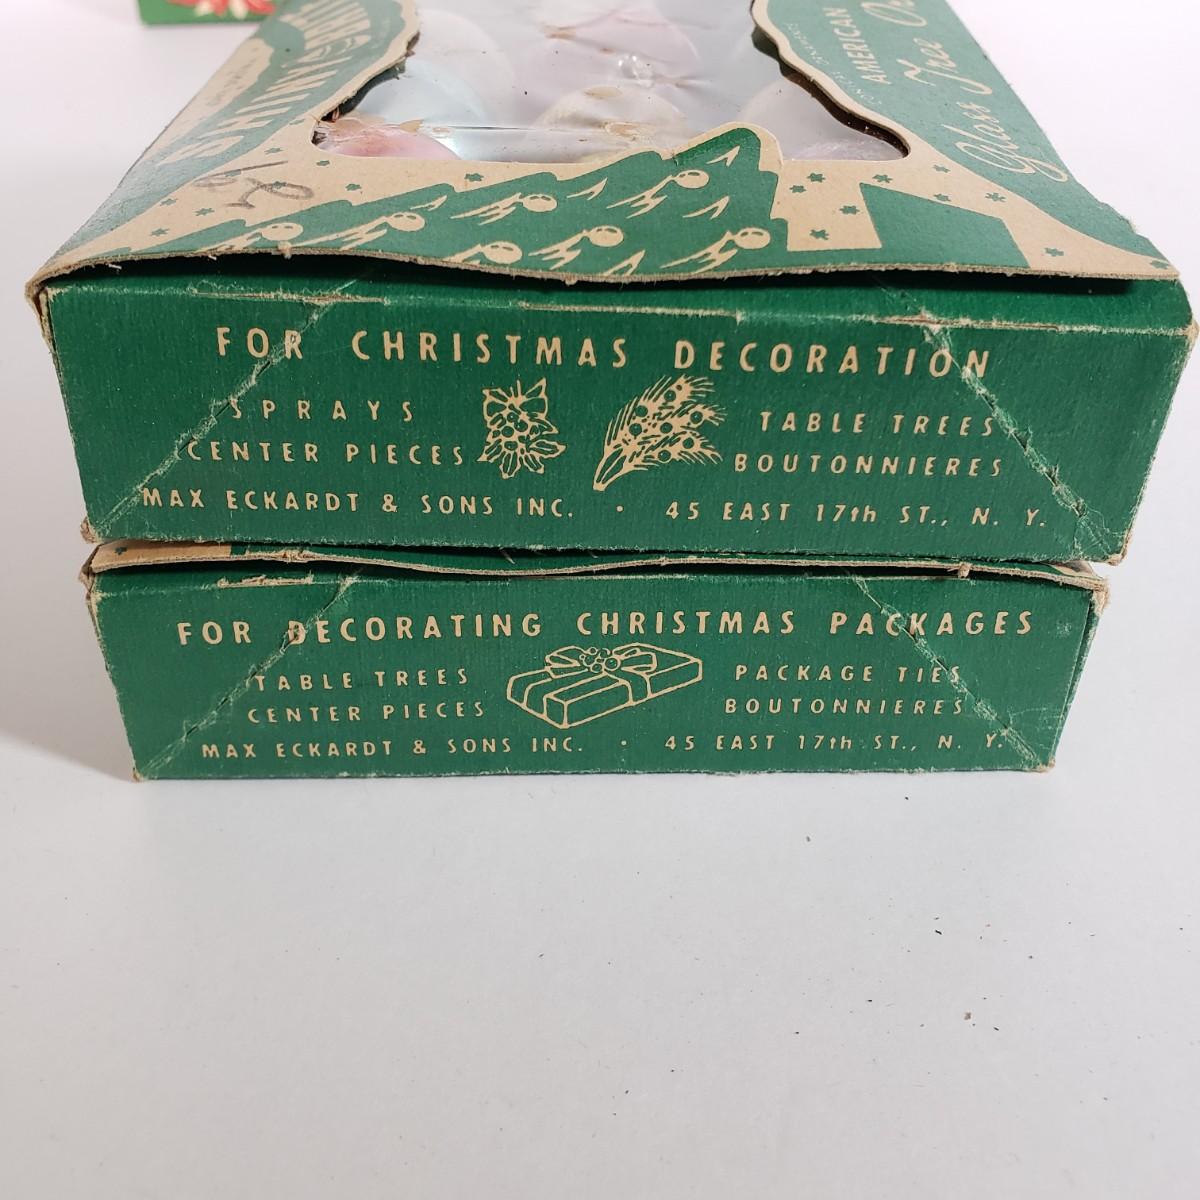 SHINY BRITE
AMERICAN
Glass Tree
FOR CHRISTMAS DECORATION
SPRAYS
CENTER PIECES
TABLE TREES
BOUTONNIERES
MAX ECKARDT & SONS INC. • 45 EAST 17th ST., N. Y.
FOR DECORATING CHRISTMAS PACKAGES
TABLE TREES
CENTER PIECES
PACKAGE TIES
BOUTONNIERES
MAX ECKARDT & SONS INC. • 45 EAST 17th ST., N. Y.